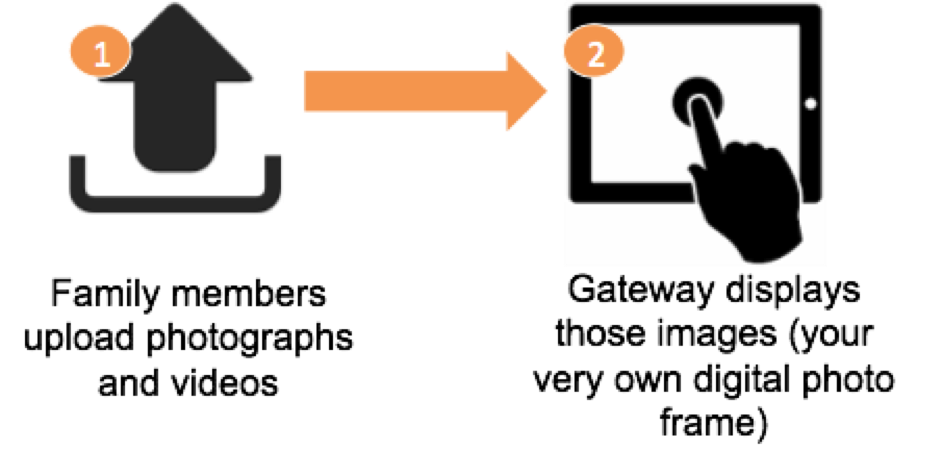 1
2
Family members
upload photographs
and videos
Gateway displays
those images (your
very own digital photo
frame)